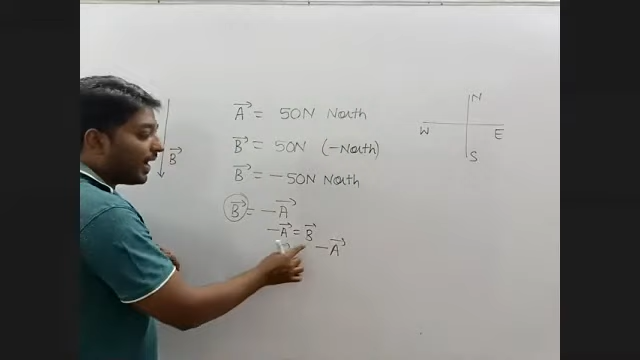 A⃗ = 50N North
B⃗ = 50N (-North)
B⃗ = -50N North
B⃗ = -A⃗
-A⃗ = B⃗
-A⃗
B⃗
N
W E
S